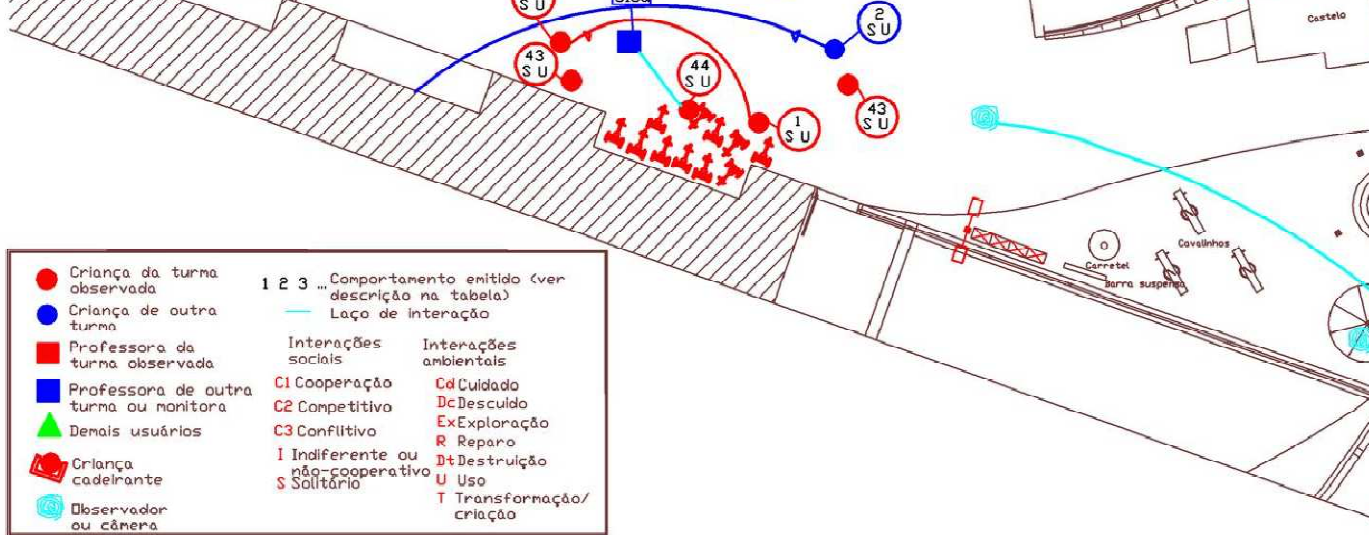 S U
2
S U
Castelo
43
S U
44
S U
1
S U
43
S U
Cavalinhos
Carretel
Barra suspensa
Criança da turma
observada
Criança de outra
turma
Professora da
turma observada
Professora de outra
turma ou monitora
Demais usuários
Criança
cadeirante
Observador
ou câmera
1 2 3 ... Comportamento emitido (ver
descrição na tabela)
Laço de interação
Interações
sociais
C1 Cooperação
C2 Competitivo
C3 Conflitivo
I Indiferente ou
não-cooperativo
S Solitário
Interações
ambientais
Cd Cuidado
Dc Descuido
Ex Exploração
R Reparo
Dt Destruição
U Uso
T Transformação/
criação